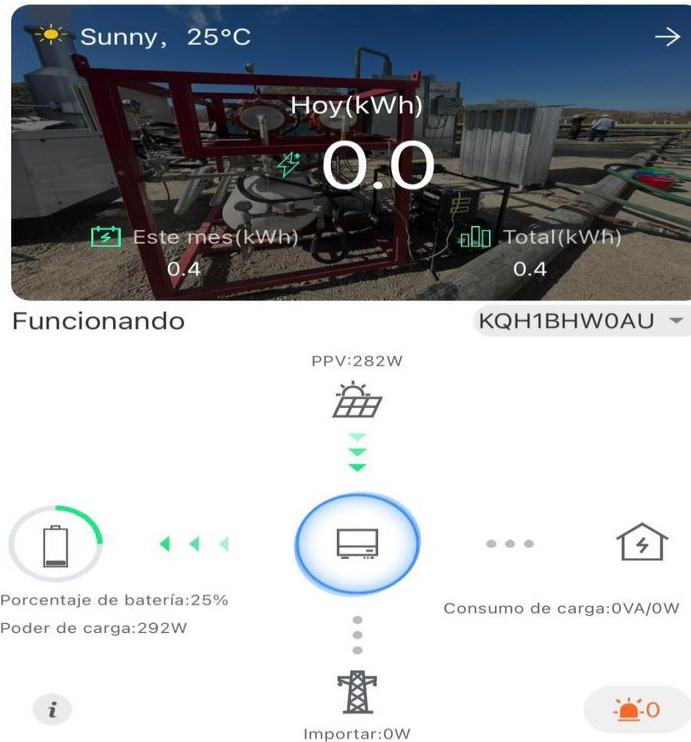 Sunny, 25°C
Hoy(kWh)
0.0
Este mes(kWh)
Total(kWh)
0.4
0.4
Funcionando
KQH1BHW0AU
PPV:282W
Porcentaje de batería:25%
Poder de carga:292W
Consumo de carga:0VA/0W
Importar:0W
i
0